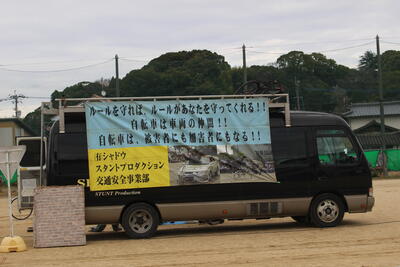 ルールを守れば、ルールがあなたを守ってくれる！！
自転車は車両の仲間！！
自転車は、被害者にも加害者にもなる！！
㈲シャドウ
スタントプロダクション
交通安全事業部
STUNT Production